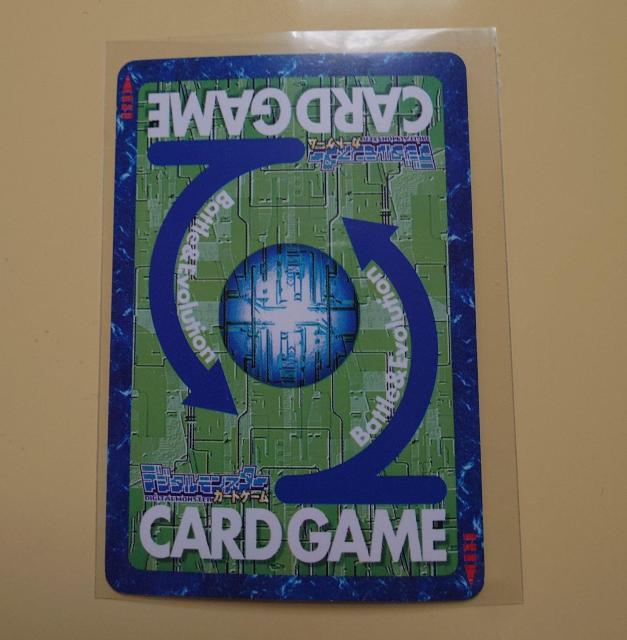 CARD GAME
デジタルモンスター
DIGITALMONSTER
カードゲーム
Battle&Evolution
Battle&Evolution
デジタルモンスター
DIGITALMONSTER カードゲーム
CARD GAME